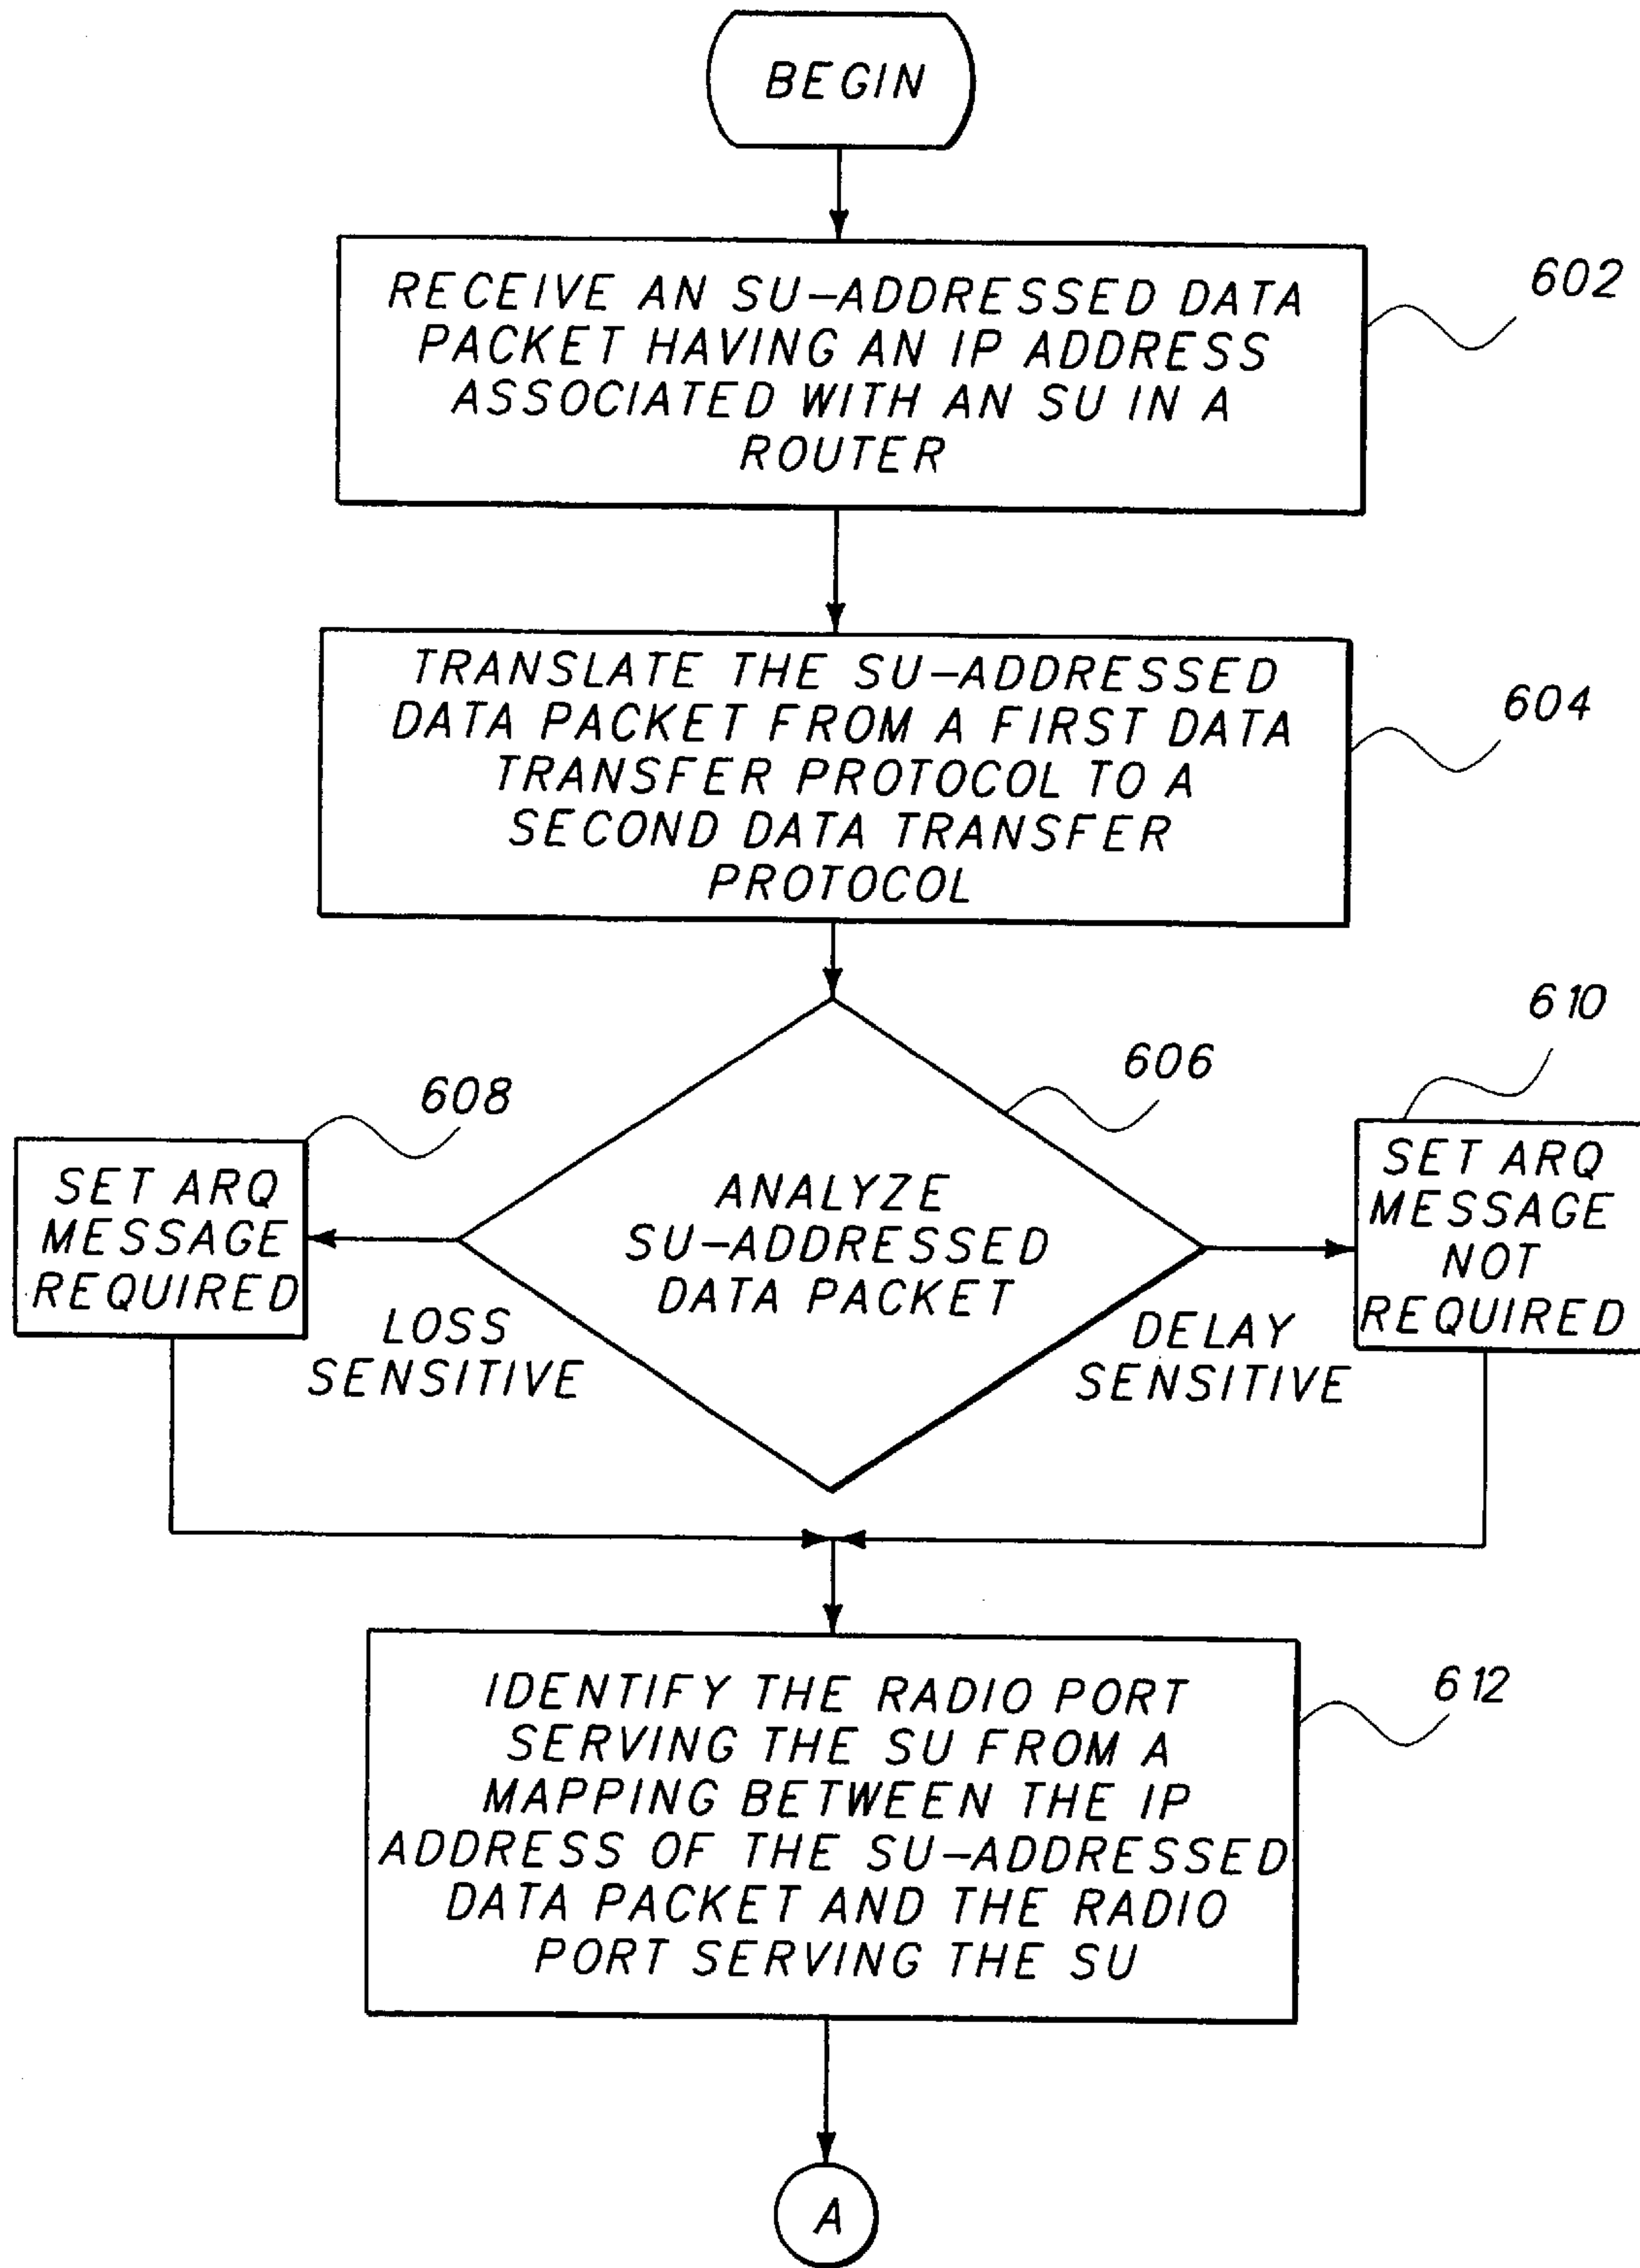 BEGIN
RECEIVE AN SU-ADDRESSED DATA
PACKET HAVING AN IP ADDRESS
ASSOCIATED WITH AN SU IN A
ROUTER
602
TRANSLATE THE SU-ADDRESSED
DATA PACKET FROM A FIRST DATA
TRANSFER PROTOCOL TO A
SECOND DATA TRANSFER
PROTOCOL
604
606
608
610
SET ARQ
MESSAGE
REQUIRED
ANALYZE
SU-ADDRESSED
DATA PACKET
SET ARQ
MESSAGE
NOT
REQUIRED
LOSS
SENSITIVE
DELAY
SENSITIVE
IDENTIFY THE RADIO PORT
SERVING THE SU FROM A
MAPPING BETWEEN THE IP
ADDRESS OF THE SU-ADDRESSED
DATA PACKET AND THE RADIO
PORT SERVING THE SU
612
A